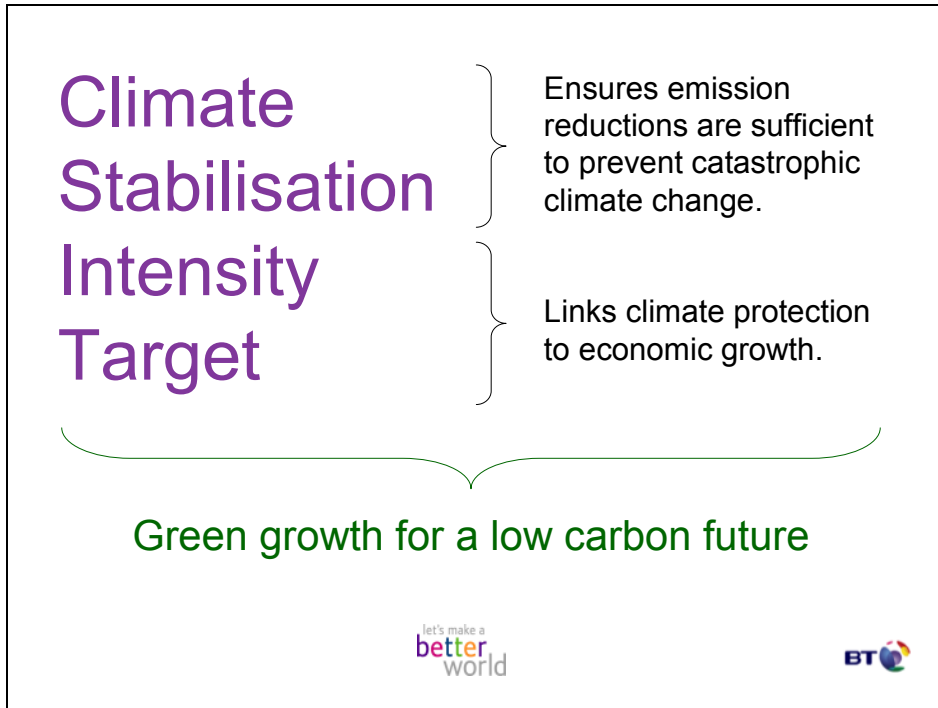 Climate
Stabilisation
Intensity
Target
Ensures emission
reductions are sufficient
to prevent catastrophic
climate change.
Links climate protection
to economic growth.
Green growth for a low carbon future
let's make a
better
world
BT